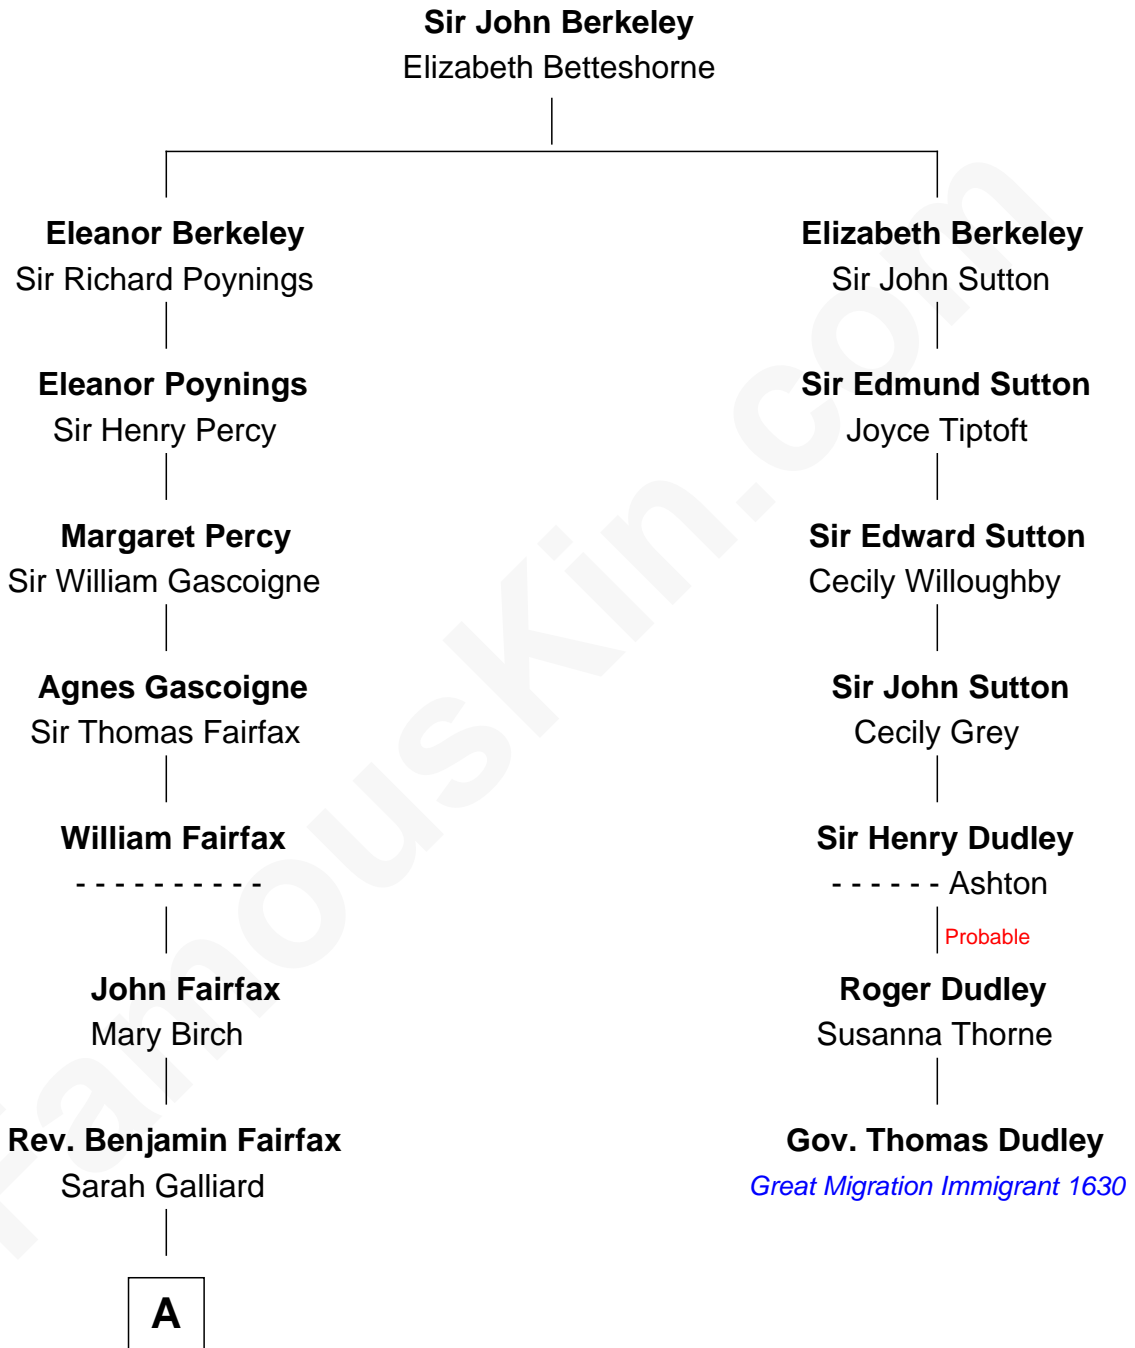 Sir John Berkeley
Elizabeth Betteshorne
Eleanor Berkeley
Sir Richard Poynings
Elizabeth Berkeley
Sir John Sutton
Eleanor Poynings
Sir Henry Percy
Sir Edmund Sutton
Joyce Tiptoft
Margaret Percy
Sir William Gascoigne
Sir Edward Sutton
Cecily Willoughby
Agnes Gascoigne
Sir Thomas Fairfax
Sir John Sutton
Cecily Grey
William Fairfax
- - - - - - - - - -
Sir Henry Dudley
- - - - - - Ashton
Probable
John Fairfax
Mary Birch
Roger Dudley
Susanna Thorne
Rev. Benjamin Fairfax
Sarah Galliard
Gov. Thomas Dudley
Great Migration Immigrant 1630
A
FamousKin.com